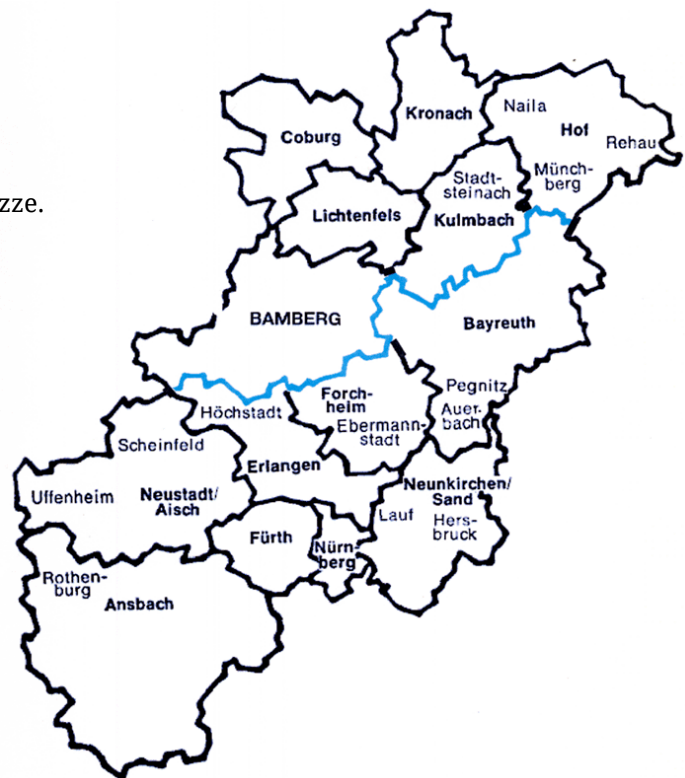 zze.
Kronach
Naila
Hof
Rehau
Coburg
Stadt-
steinach
Münch-
berg
Lichtenfels
Kulmbach
BAMBERG
Bayreuth
Forch-
heim
Pegnitz
Höchstadt
Auer-
bach
Ebermann-
stadt
Scheinfeld
Erlangen
Uffenheim
Neustadt/
Aisch
Neunkirchen/
Sand
Lauf
Hers-
bruck
Fürth
Nürn-
berg
Rothen-
burg
Ansbach